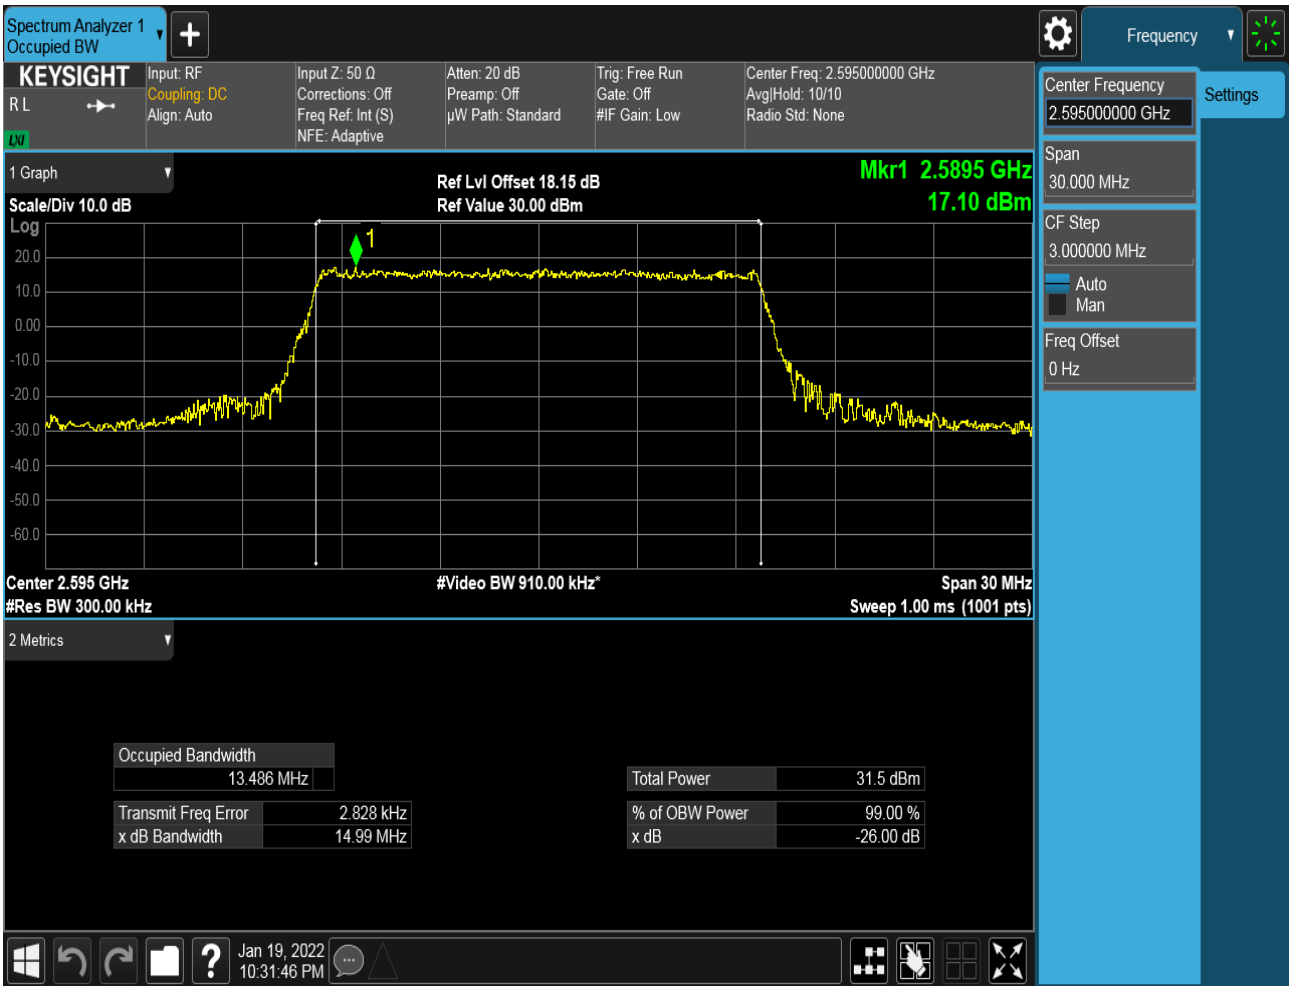 Spectrum Analyzer 1
Occupied BW
Frequency
KEYSIGHT
R L
LXI
Input: RF
Coupling: DC
Align: Auto
Input Z: 50 Ω
Corrections: Off
Freq Ref: Int (S)
NFE: Adaptive
Atten: 20 dB
Preamp: Off
µW Path: Standard
Trig: Free Run
Gate: Off
#IF Gain: Low
Center Freq: 2.595000000 GHz
Avg|Hold: 10/10
Radio Std: None
Center Frequency
2.595000000 GHz
Settings
Span
30.000 MHz
CF Step
3.000000 MHz
Auto
Man
Freq Offset
0 Hz
1 Graph
Scale/Div 10.0 dB
Ref Lvl Offset 18.15 dB
Ref Value 30.00 dBm
Mkr1 2.5895 GHz
17.10 dBm
Log
1
20.0
10.0
0.00
-10.0
-20.0
-30.0
-40.0
-50.0
-60.0
Center 2.595 GHz
#Video BW 910.00 kHz*
Span 30 MHz
#Res BW 300.00 kHz
Sweep 1.00 ms (1001 pts)
2 Metrics
Occupied Bandwidth
13.486 MHz
Total Power 31.5 dBm
Transmit Freq Error 2.828 kHz
% of OBW Power 99.00 %
x dB Bandwidth 14.99 MHz
x dB -26.00 dB
?
Jan 19, 2022
10:31:46 PM